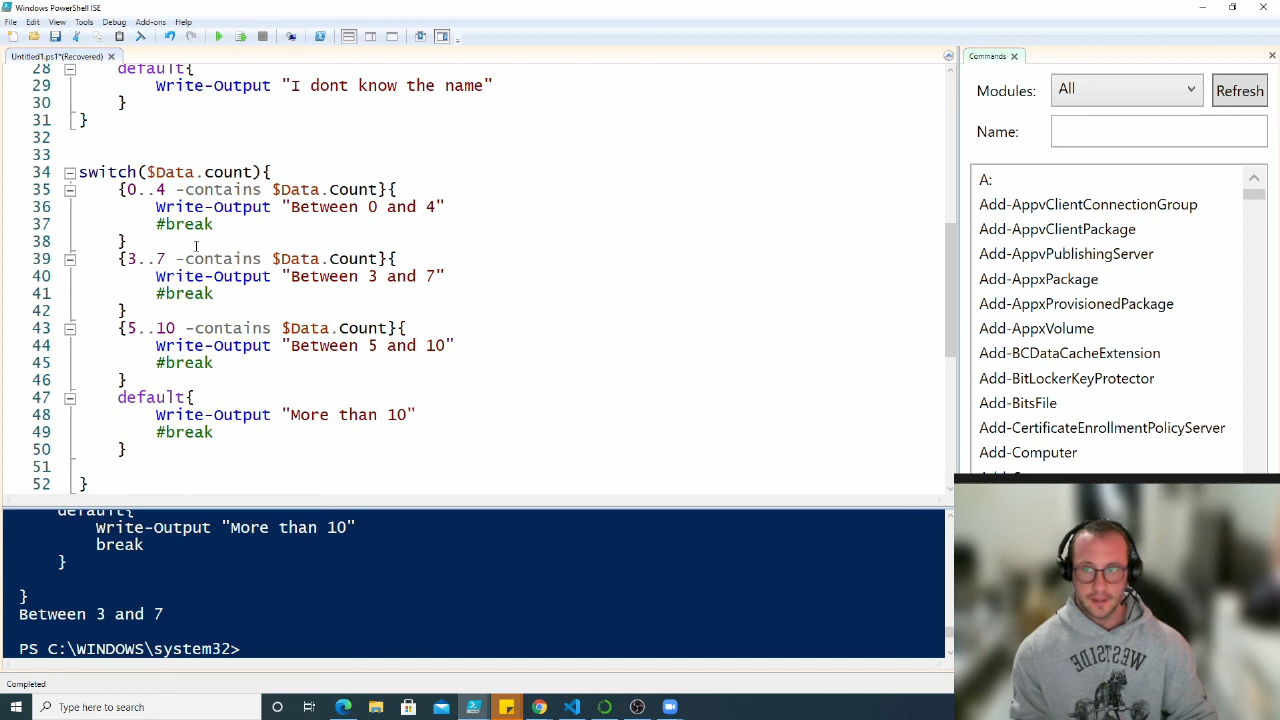 Windows PowerShell ISE
File Edit View Tools Debug Add-ons Help
Untitled1.ps1*(Recovered)
28 default{
29 Write-Output "I dont know the name"
30 }
31 }
32
33
34 switch($Data.count){
35 {0..4 -contains $Data.Count}{
36 Write-Output "Between 0 and 4"
37 #break
38 }
39 {3..7 -contains $Data.Count}{
40 Write-Output "Between 3 and 7"
41 #break
42 }
43 {5..10 -contains $Data.Count}{
44 Write-Output "Between 5 and 10"
45 #break
46 }
47 default{
48 Write-Output "More than 10"
49 #break
50 }
51
52 }
default{
Write-Output "More than 10"
break
}
}
Between 3 and 7
PS C:\WINDOWS\system32>
Completed
Commands
Modules: All Refresh
Name:
A:
Add-AppvClientConnectionGroup
Add-AppvClientPackage
Add-AppvPublishingServer
Add-AppxPackage
Add-AppxProvisionedPackage
Add-AppxVolume
Add-BCDataCacheExtension
Add-BitLockerKeyProtector
Add-BitsFile
Add-CertificateEnrollmentPolicyServer
Add-Computer
WESTSIDE
Type here to search